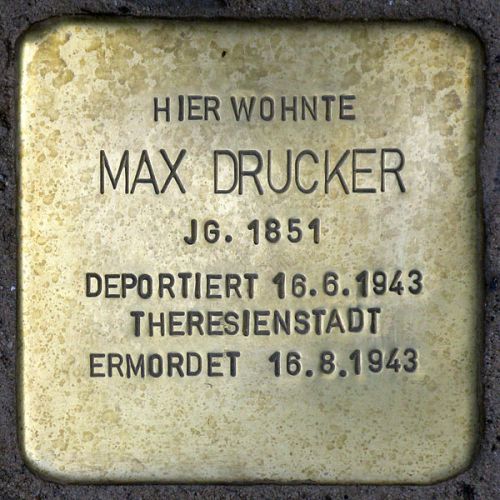 HIER WOHNTE
MAX DRUCKER
JG. 1851
DEPORTIERT 16.6.1943
THERESIENSTADT
ERMORDET 16.8.1943